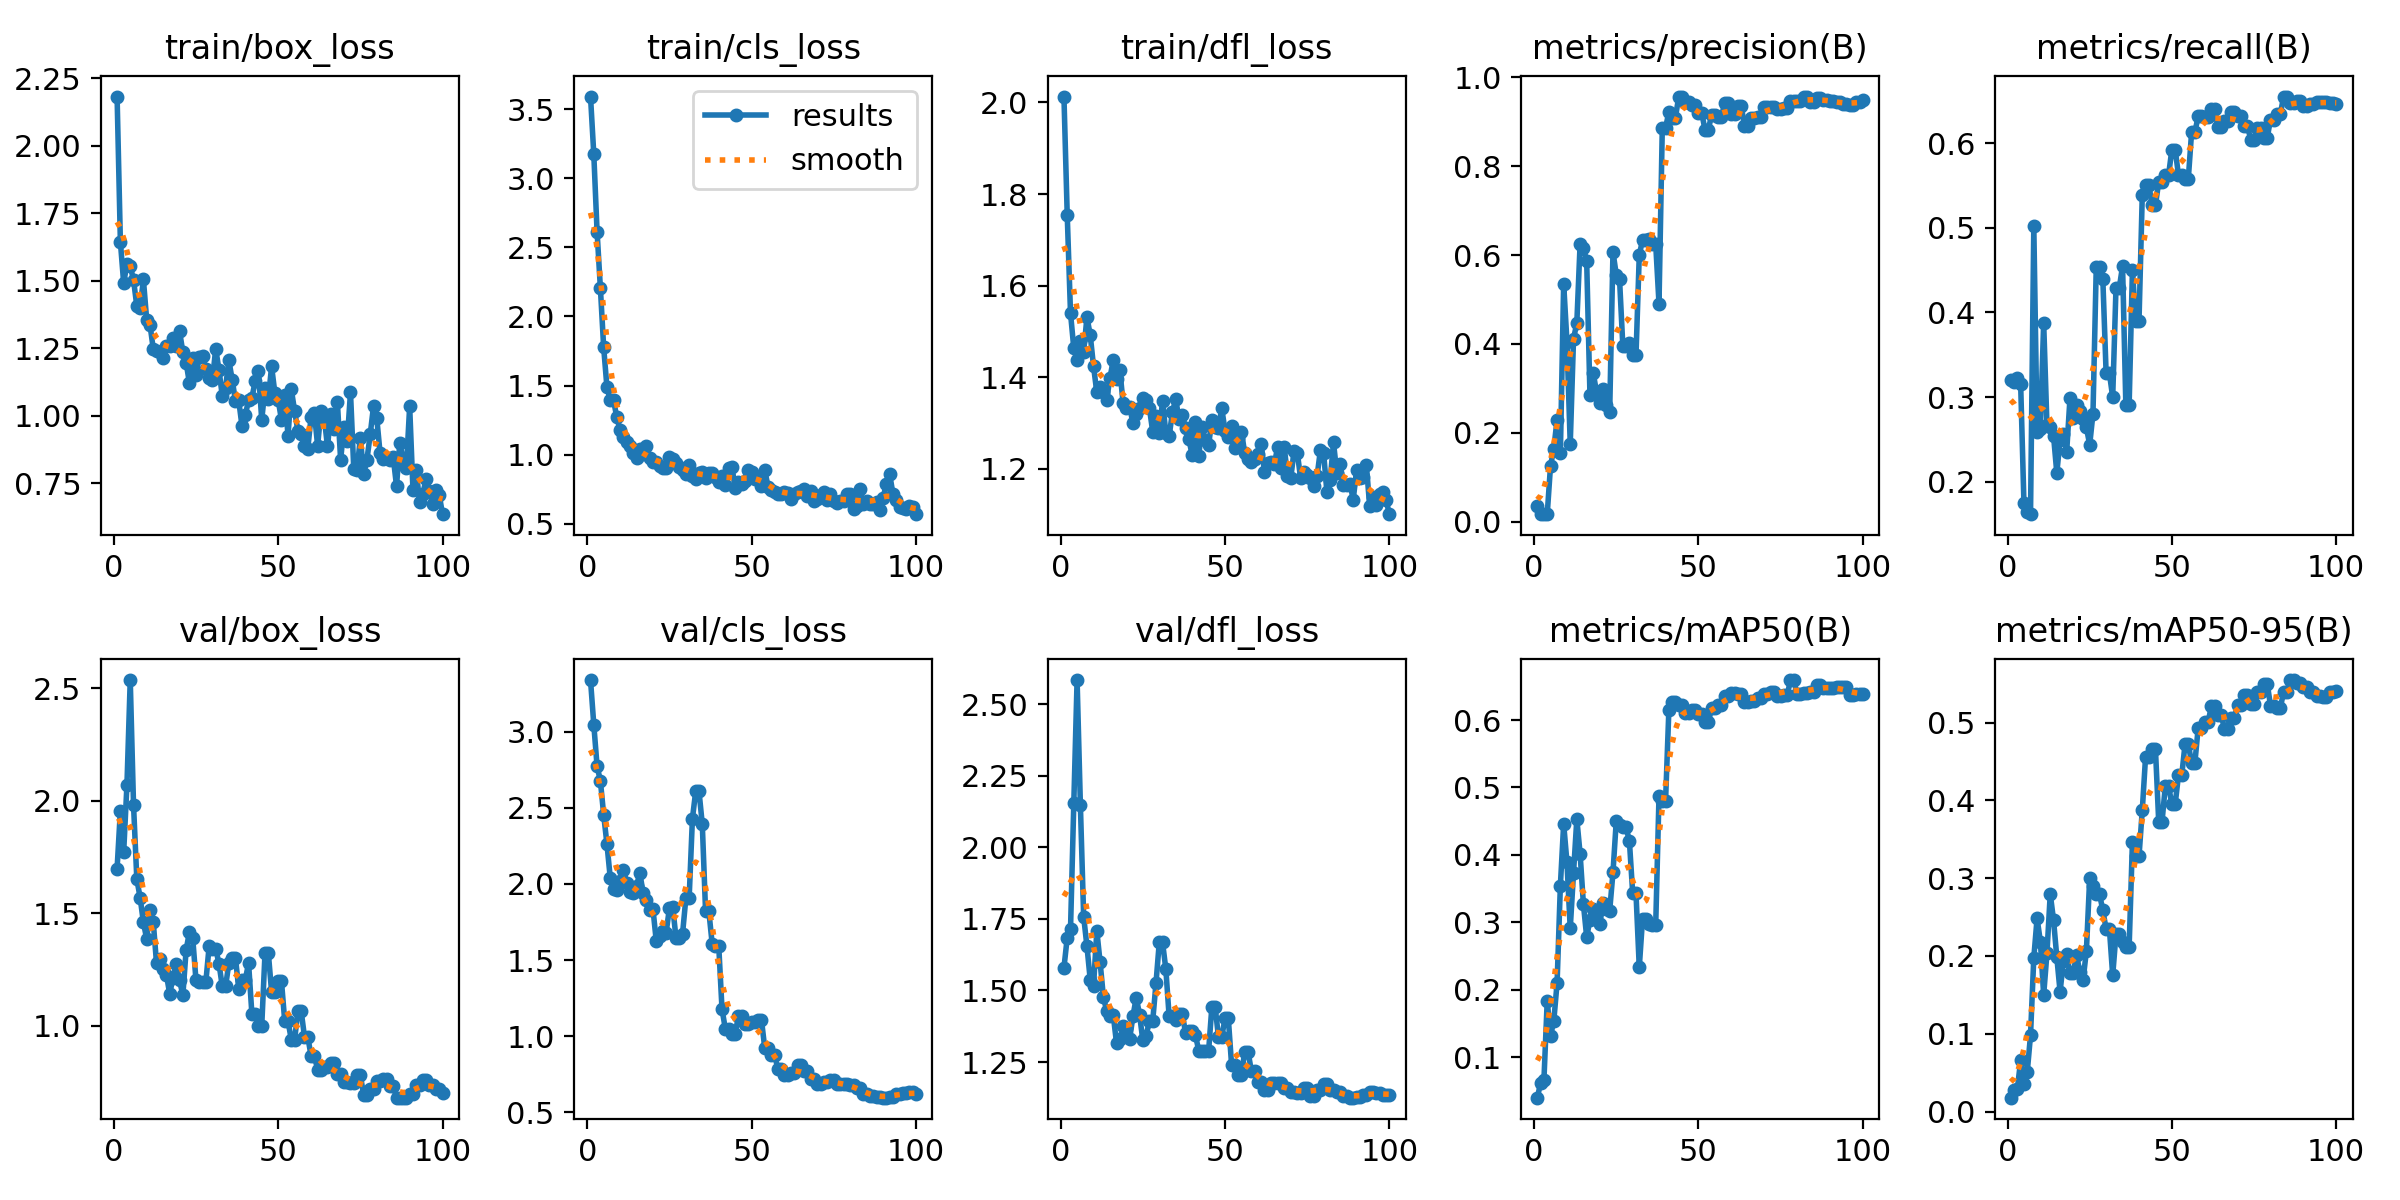 train/box_loss
2.25
2.00
1.75
1.50
1.25
1.00
0.75
0 50 100
train/cls_loss
results
smooth
3.5
3.0
2.5
2.0
1.5
1.0
0.5
0 50 100
train/dfl_loss
2.0
1.8
1.6
1.4
1.2
0 50 100
metrics/precision(B)
1.0
0.8
0.6
0.4
0.2
0.0
0 50 100
metrics/recall(B)
0.6
0.5
0.4
0.3
0.2
0 50 100
val/box_loss
2.5
2.0
1.5
1.0
0 50 100
val/cls_loss
3.0
2.5
2.0
1.5
1.0
0.5
0 50 100
val/dfl_loss
2.50
2.25
2.00
1.75
1.50
1.25
0 50 100
metrics/mAP50(B)
0.6
0.5
0.4
0.3
0.2
0.1
0 50 100
metrics/mAP50-95(B)
0.5
0.4
0.3
0.2
0.1
0.0
0 50 100